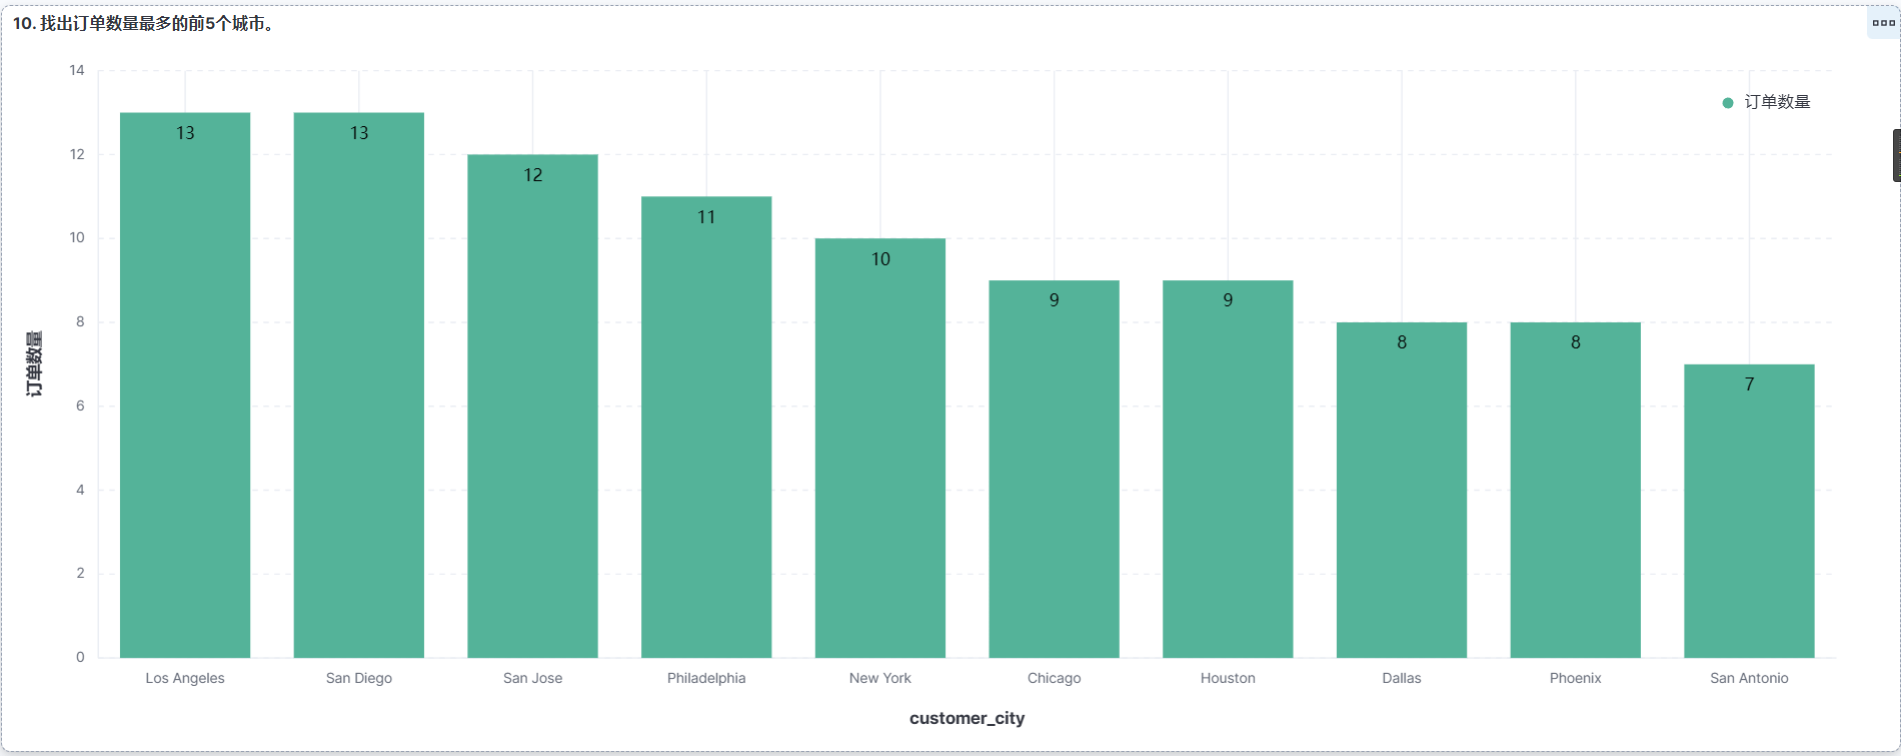 10. 找出订单数量最多的前5个城市。
14
订单数量
13
13
12
12
11
10
10
9
9
8
8
8
7
订单数量
6
4
2
0
Los Angeles
San Diego
San Jose
Philadelphia
New York
Chicago
Houston
Dallas
Phoenix
San Antonio
customer_city